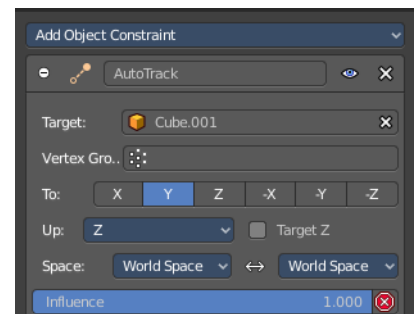 Add Object Constraint
AutoTrack
Target: Cube.001
Vertex Gro..
To: X Y Z -X -Y -Z
Up: Z Target Z
Space: World Space World Space
Influence 1.000